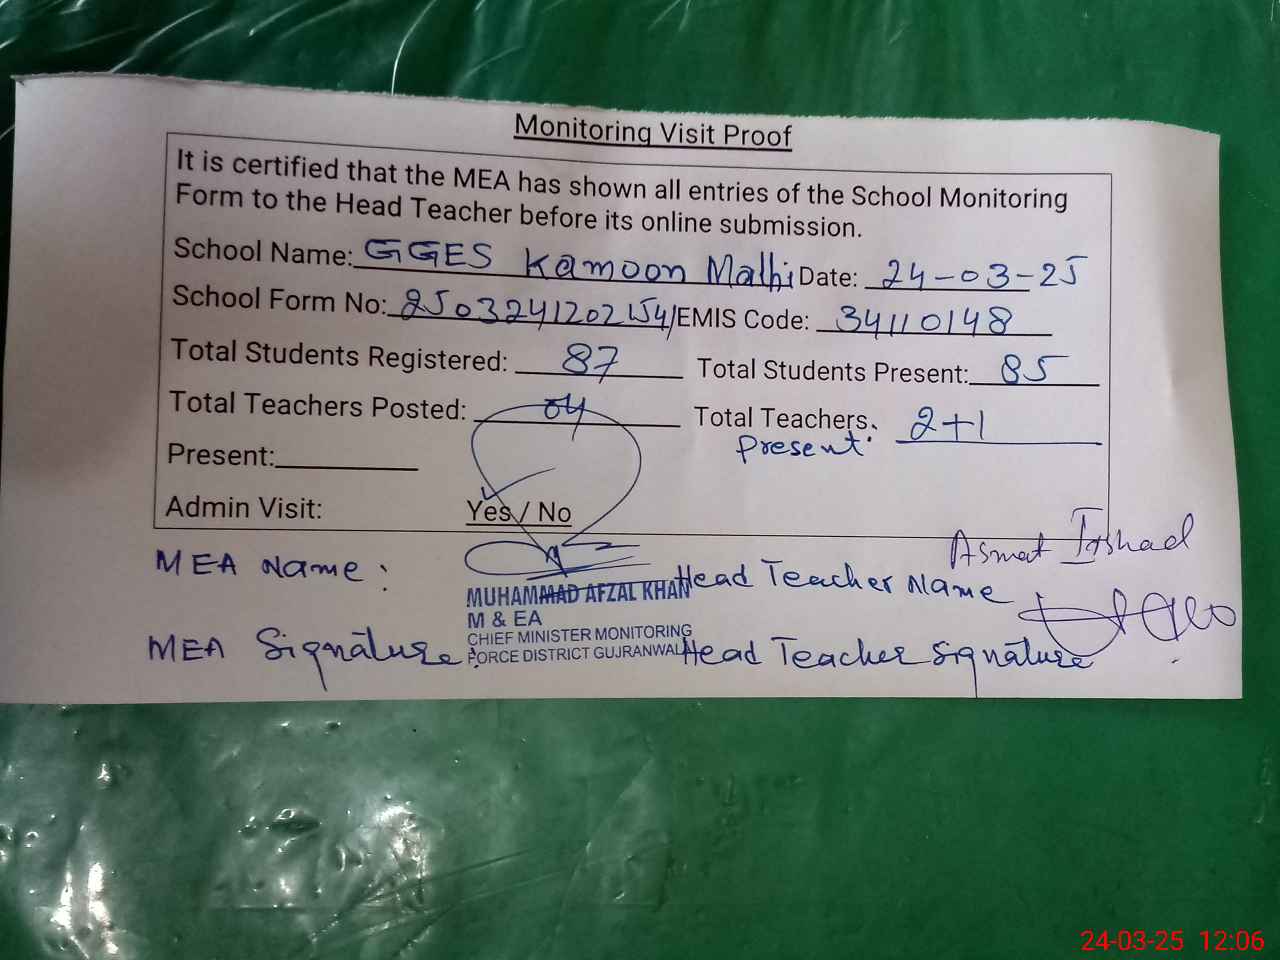 Monitoring Visit Proof
It is certified that the MEA has shown all entries of the School Monitoring
Form to the Head Teacher before its online submission.
School Name: GGES Kamoon Malhi Date: 24-03-25
School Form No: 25032412021541 EMIS Code: 34110148
Total Students Registered: 87 Total Students Present: 85
Total Teachers Posted: 04 Total Teachers 2+1
present
Present:
Admin Visit: Yes / No
Asmat Irshad
MEA Name : Head Teacher Name
MUHAMMAD AFZAL KHAN
M & EA
CHIEF MINISTER MONITORING
FORCE DISTRICT GUJRANWALA
MEA Signature : Head Teacher Signature
24-03-25 12:06